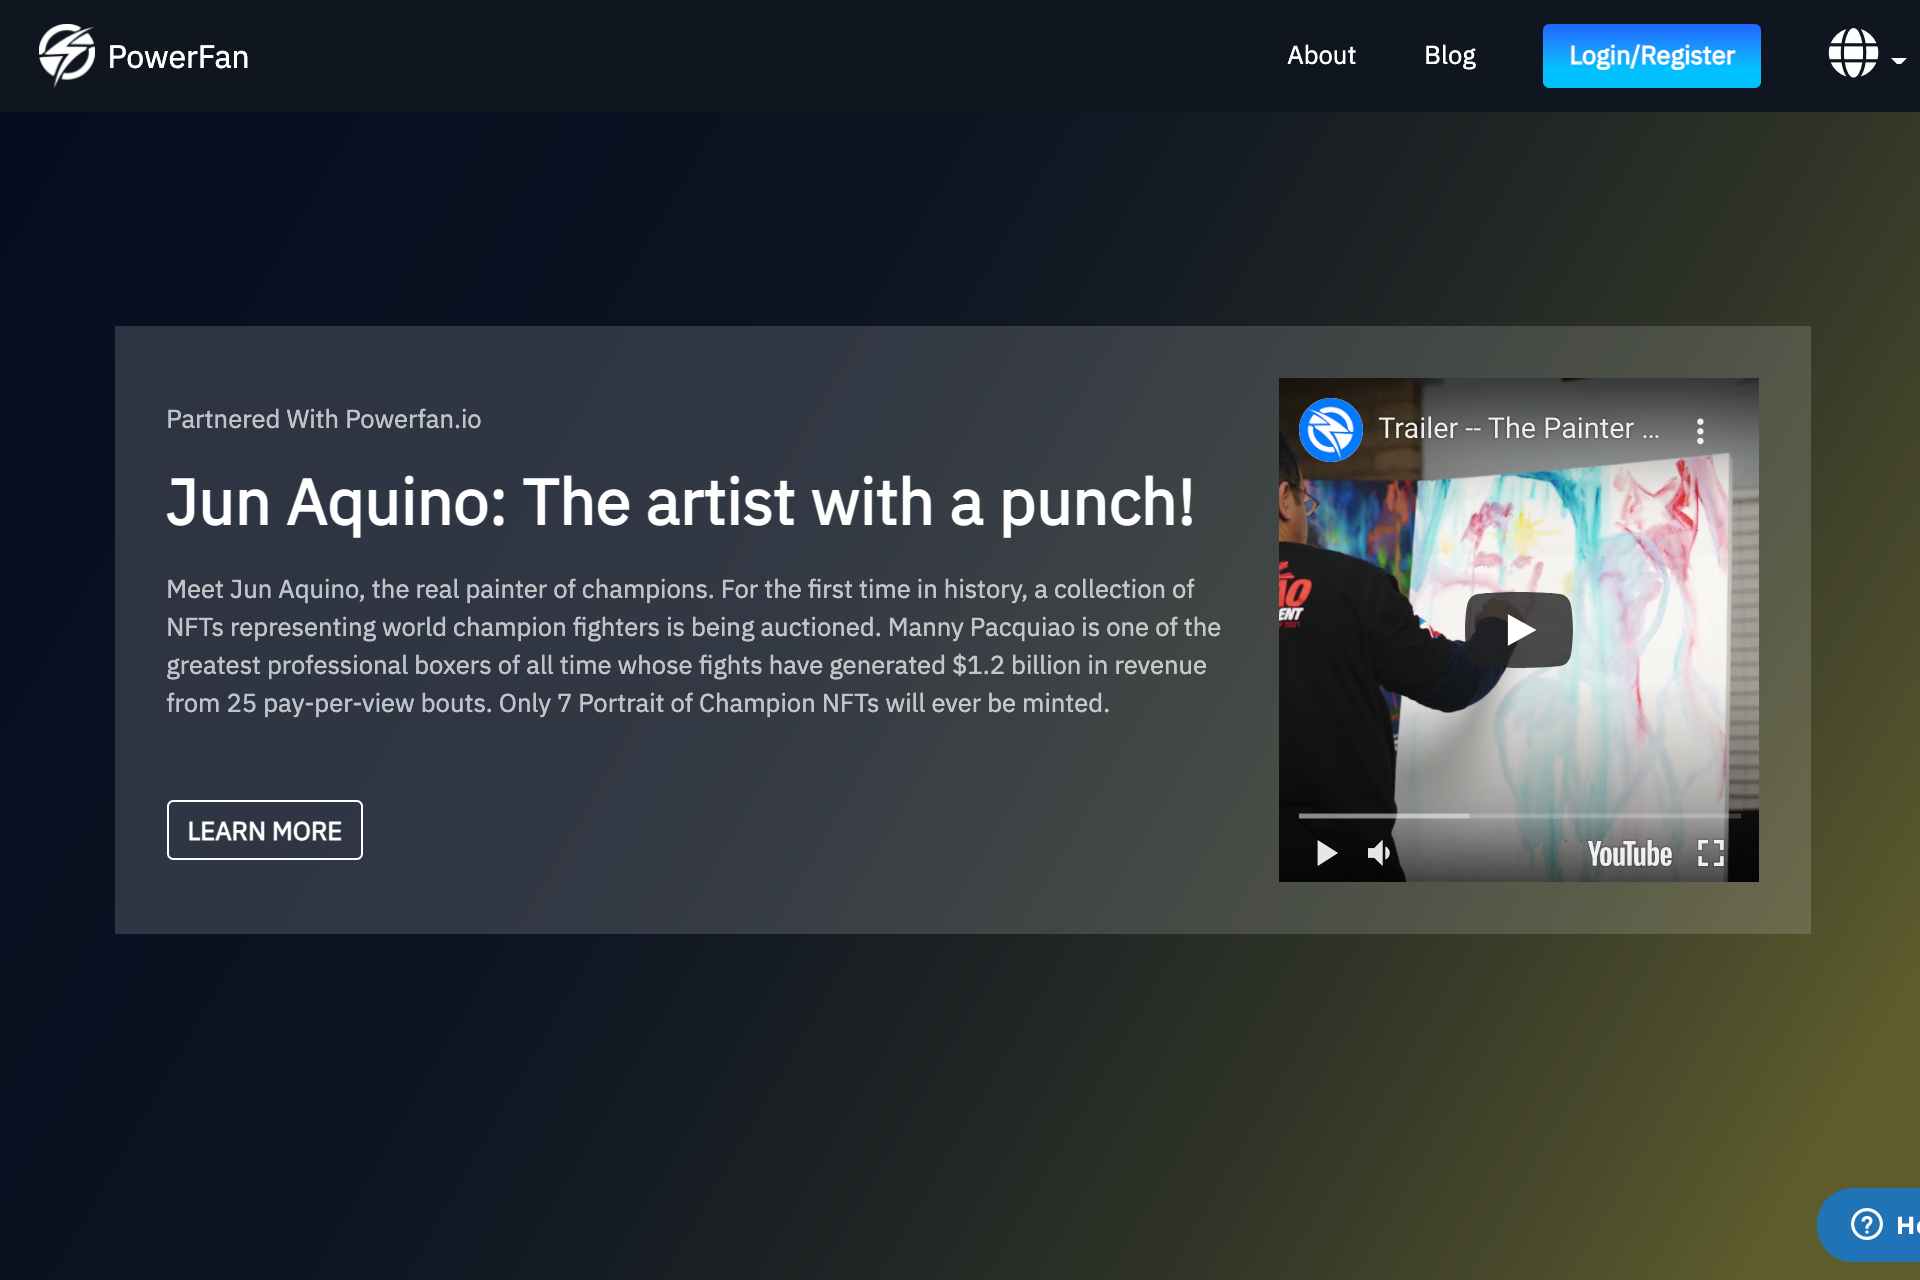 PowerFan
About
Blog
Login/Register
Partnered With Powerfan.io
Jun Aquino: The artist with a punch!
Meet Jun Aquino, the real painter of champions. For the first time in history, a collection of
NFTs representing world champion fighters is being auctioned. Manny Pacquiao is one of the
greatest professional boxers of all time whose fights have generated $1.2 billion in revenue
from 25 pay-per-view bouts. Only 7 Portrait of Champion NFTs will ever be minted.
LEARN MORE
Trailer -- The Painter ...
YouTube